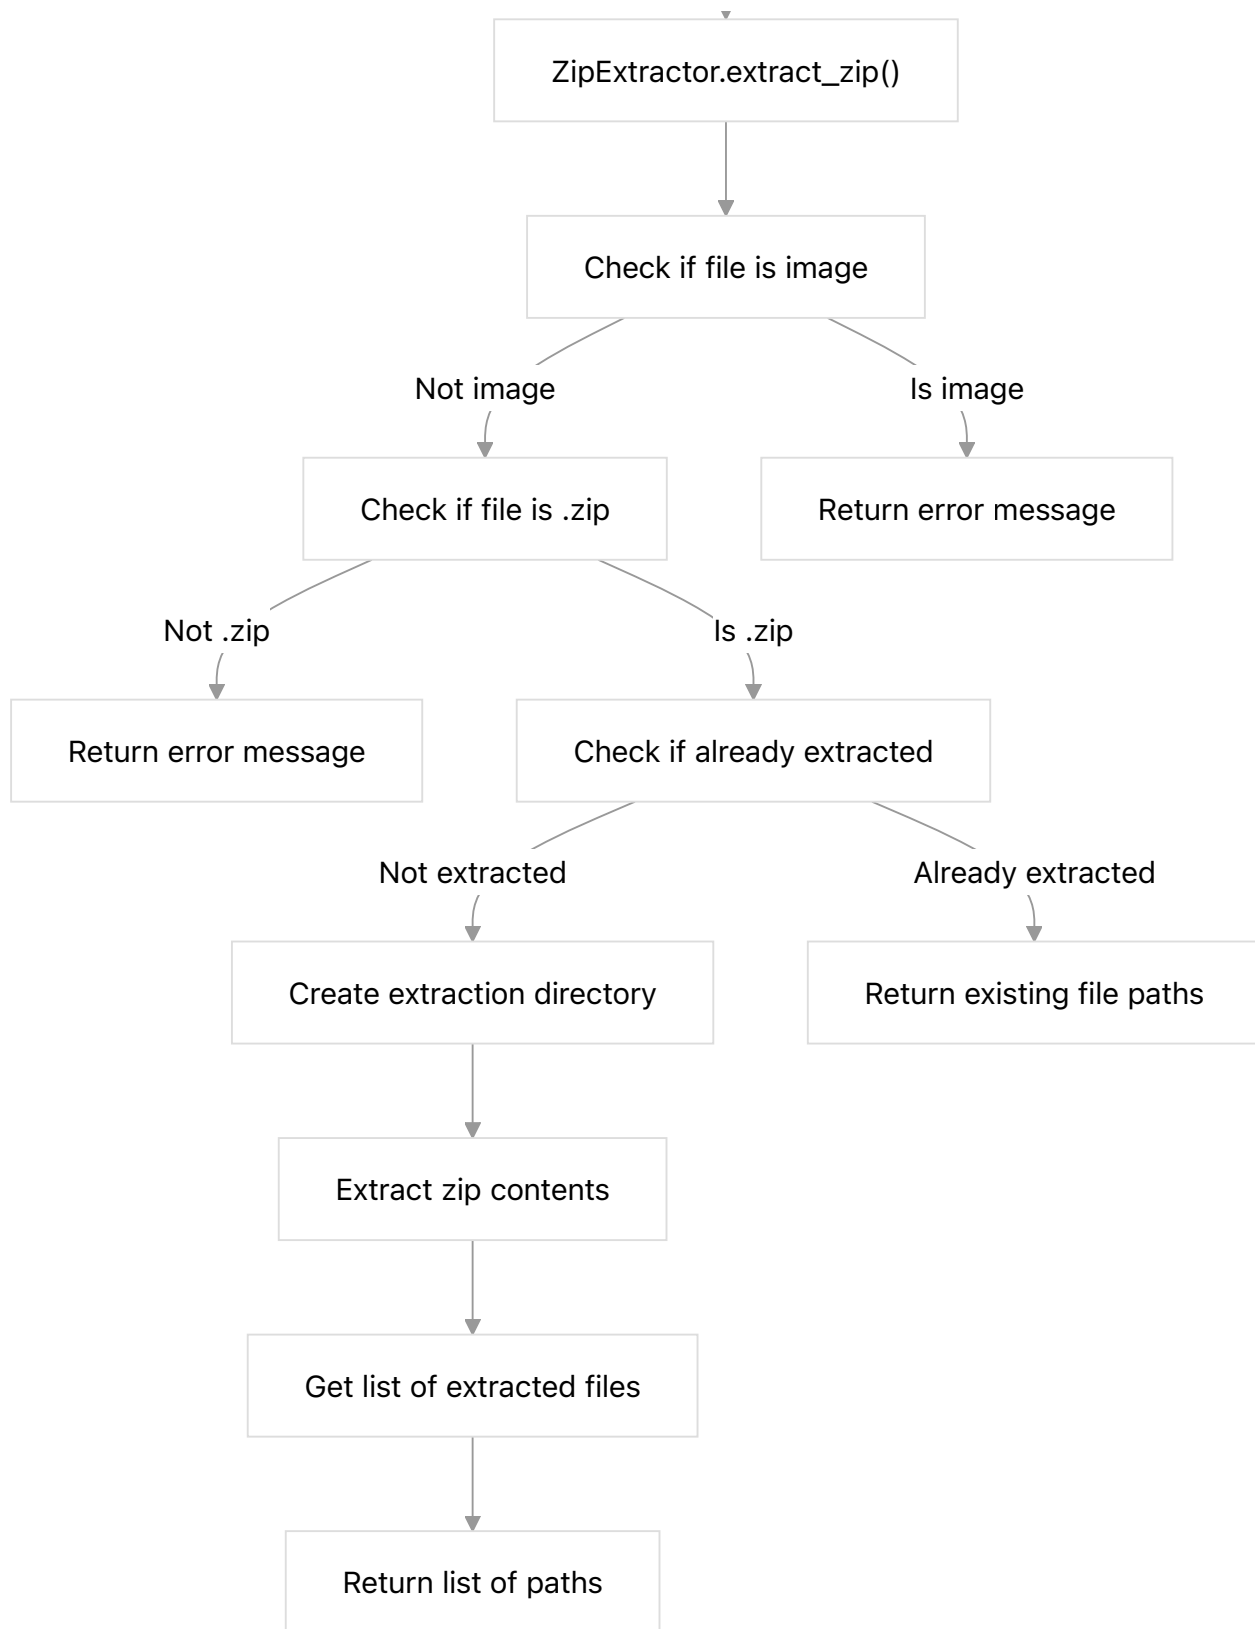 ZipExtractor.extract_zip()
Check if file is image
Not image
Is image
Check if file is .zip
Return error message
Not .zip
Is .zip
Return error message
Check if already extracted
Not extracted
Already extracted
Create extraction directory
Return existing file paths
Extract zip contents
Get list of extracted files
Return list of paths